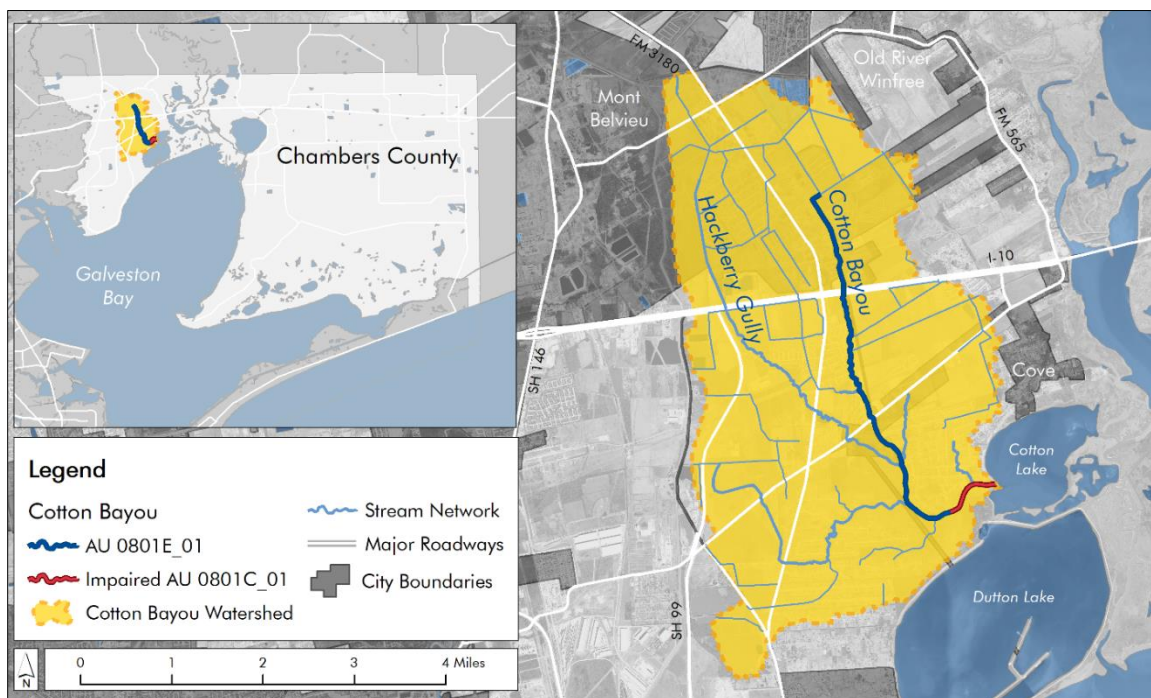 Chambers County
Galveston
Bay
Legend
Cotton Bayou
AU 0801E_01
Impaired AU 0801C_01
Cotton Bayou Watershed
Stream Network
Major Roadways
City Boundaries
N
0 1 2 3 4 Miles
FM 3180
Old River
Winfree
Mont
Belvieu
FM 565
Hackberry Gully
Cotton Bayou
I-10
SH 146
Cove
Cotton
Lake
Dutton Lake
SH 99